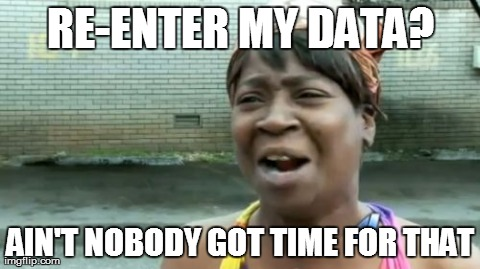 RE-ENTER MY DATA?
AIN'T NOBODY GOT TIME FOR THAT
imgflip.com